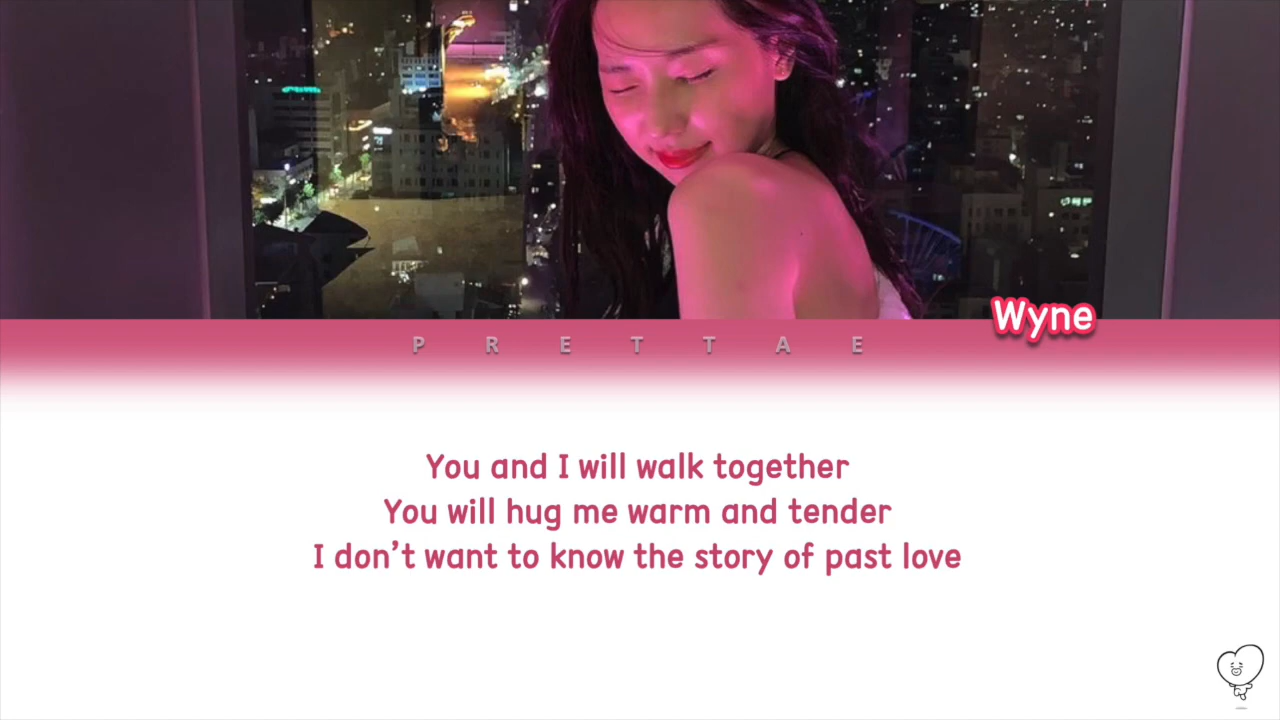 Wyne
PRETTAE
You and I will walk together
You will hug me warm and tender
I don’t want to know the story of past love